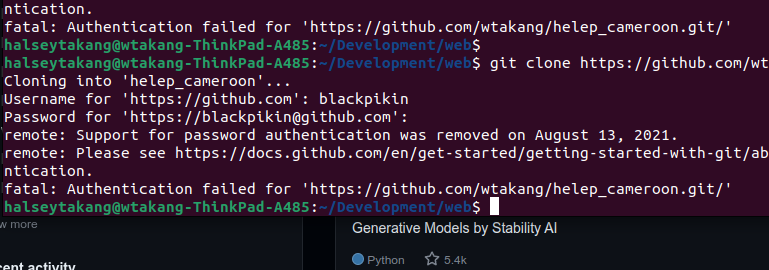 ntication.
fatal: Authentication failed for 'https://github.com/wtakang/helep_cameroon.git/'
halseytakang@wtakang-ThinkPad-A485:~/Development/web$
halseytakang@wtakang-ThinkPad-A485:~/Development/web$ git clone https://github.com/wt
Cloning into 'helep_cameroon'...
Username for 'https://github.com': blackpikin
Password for 'https://blackpikin@github.com':
remote: Support for password authentication was removed on August 13, 2021.
remote: Please see https://docs.github.com/en/get-started/getting-started-with-git/ab
ntication.
fatal: Authentication failed for 'https://github.com/wtakang/helep_cameroon.git/'
halseytakang@wtakang-ThinkPad-A485:~/Development/web$
w more
Generative Models by Stability AI
Python 5.4k
cent activity